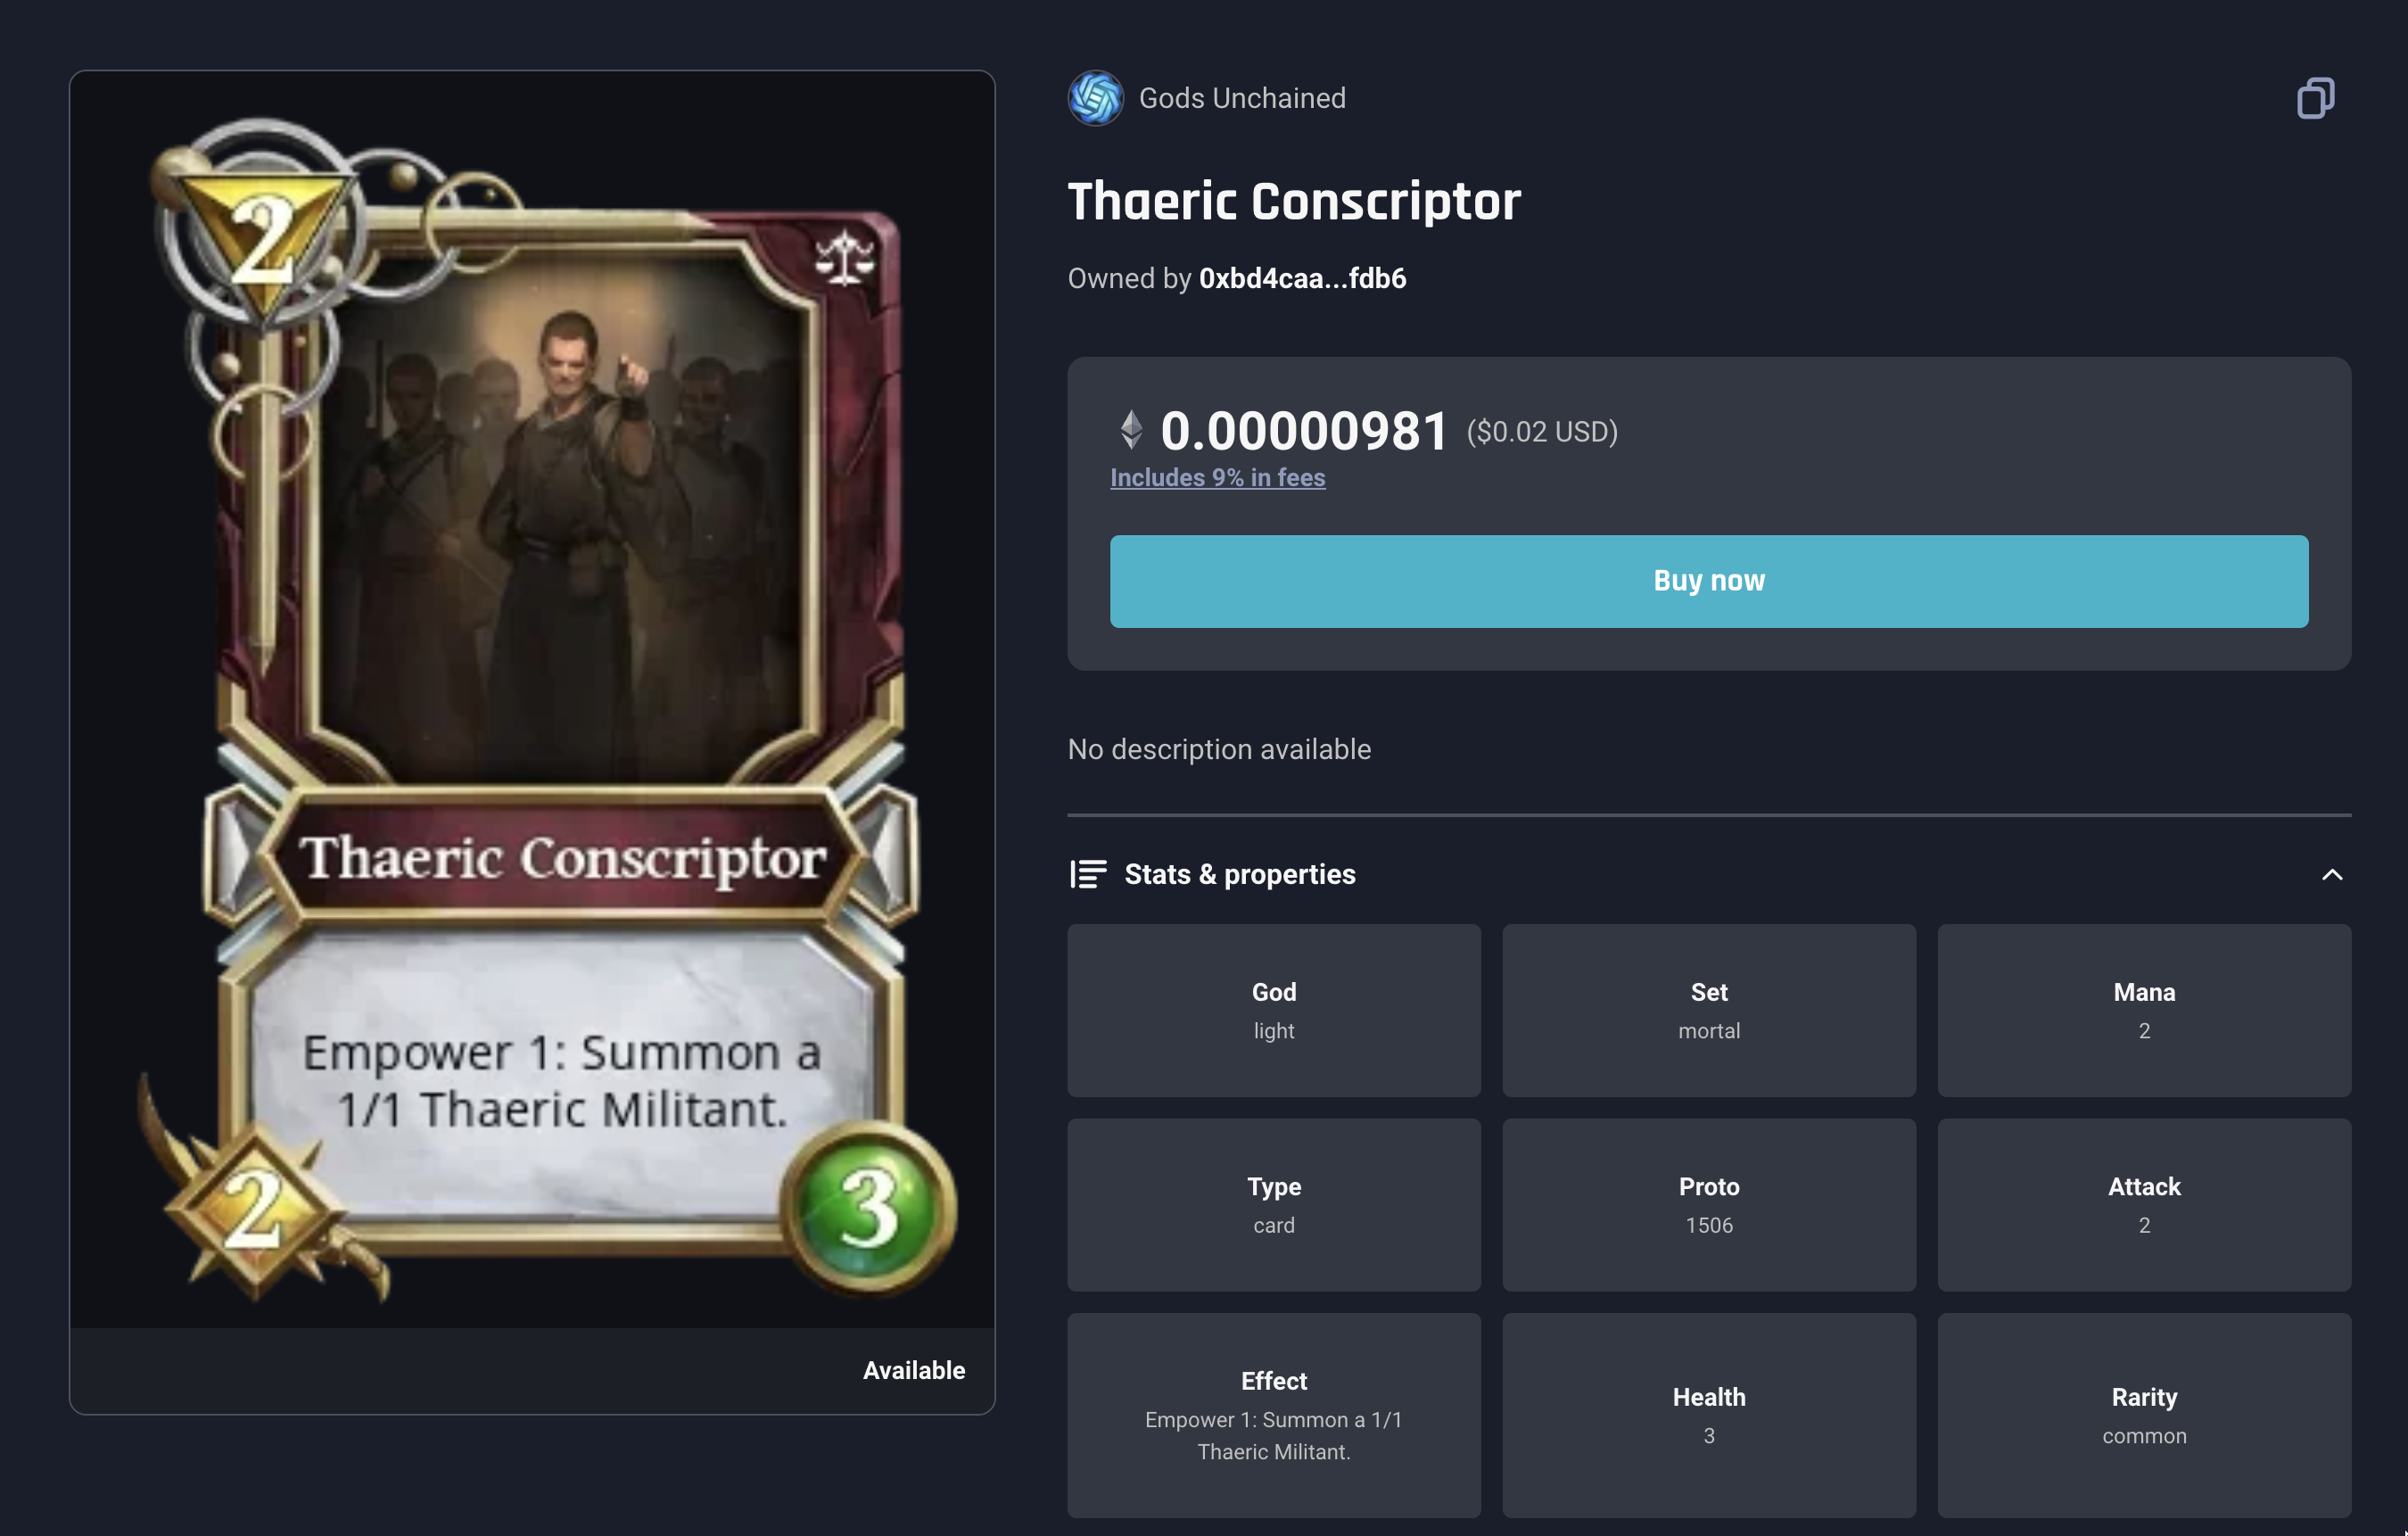 2
Thaeric Conscriptor
Empower 1: Summon a
1/1 Thaeric Militant.
2
3
Available
Gods Unchained
Thaeric Conscriptor
Owned by 0xbd4caa...fdb6
0.00000981 ($0.02 USD)
Includes 9% in fees
Buy now
No description available
Stats & properties
God
light
Set
mortal
Mana
2
Type
card
Proto
1506
Attack
2
Effect
Empower 1: Summon a 1/1
Thaeric Militant.
Health
3
Rarity
common